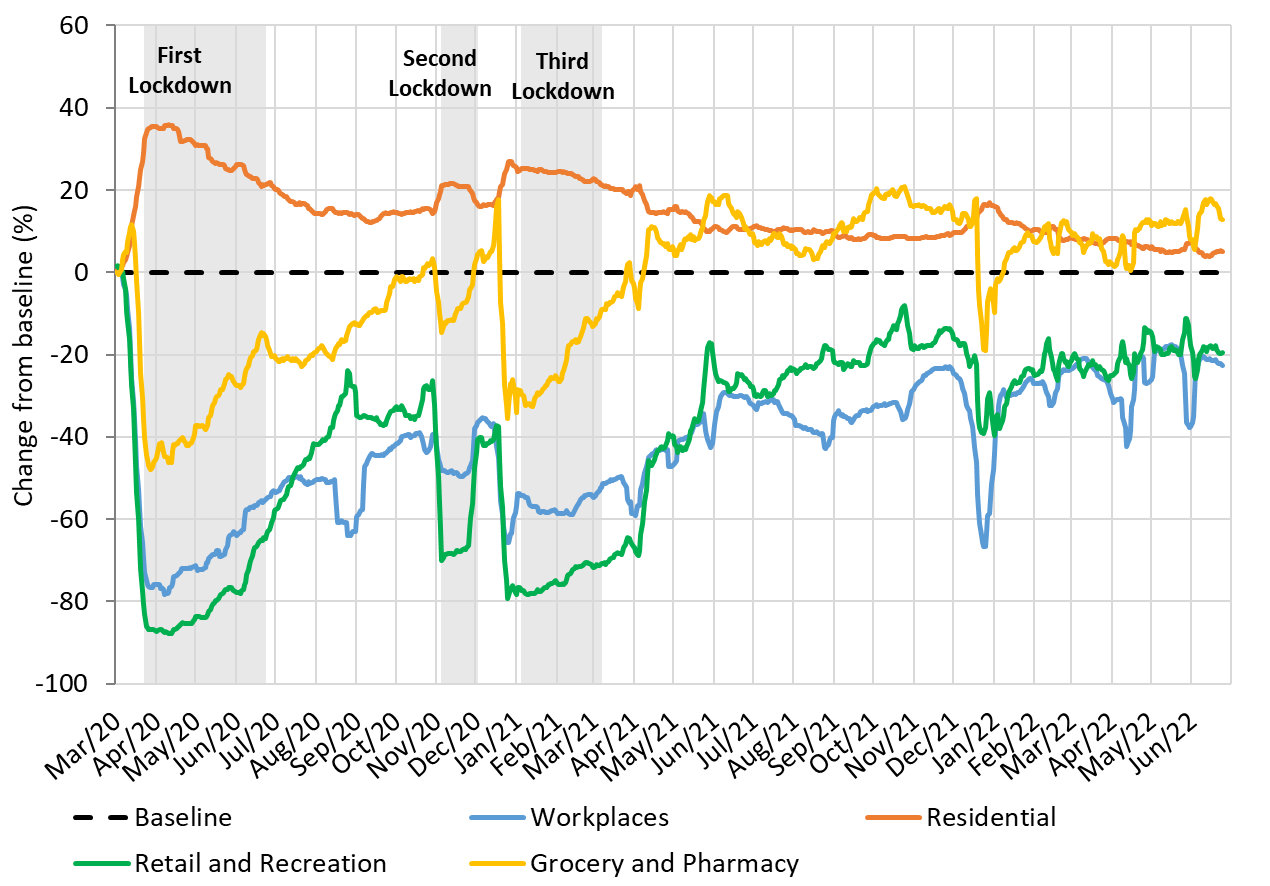 60
40
20
0
-20
-40
-60
-80
-100
Change from baseline (%)
First
Lockdown
Second
Lockdown
Third
Lockdown
Mar/20
Apr/20
May/20
Jun/20
Jul/20
Aug/20
Sep/20
Oct/20
Nov/20
Dec/20
Jan/21
Feb/21
Mar/21
Apr/21
May/21
Jun/21
Jul/21
Aug/21
Sep/21
Oct/21
Nov/21
Dec/21
Jan/22
Feb/22
Mar/22
Apr/22
May/22
Jun/22
Baseline
Workplaces
Residential
Retail and Recreation
Grocery and Pharmacy